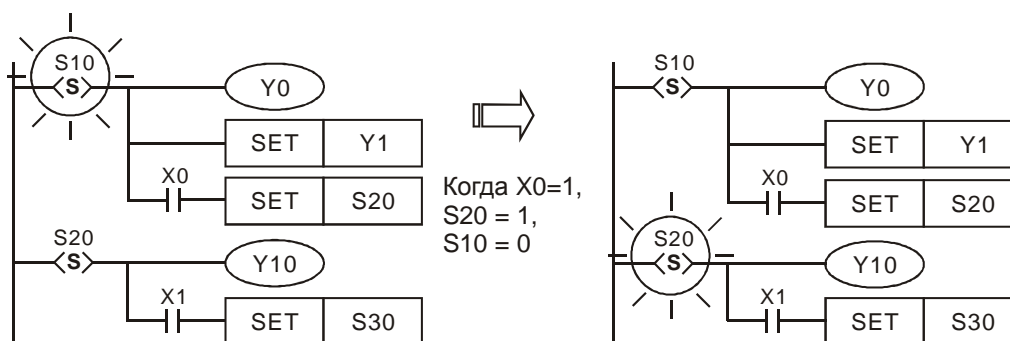 S10
S
Y0
SET Y1
X0
SET S20
S20
S
Y10
X1
SET S30
Когда X0=1,
S20 = 1,
S10 = 0
S10
S
Y0
SET Y1
X0
SET S20
S20
S
Y10
X1
SET S30